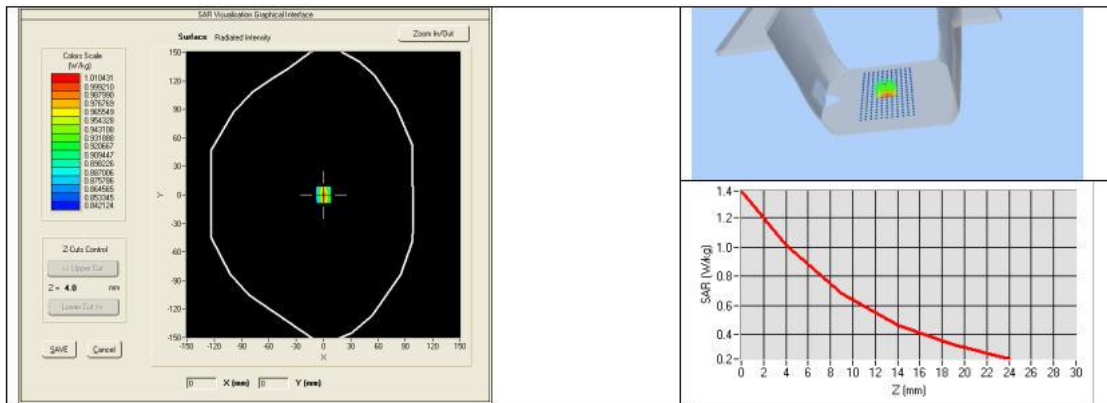 SAR Visualisation Graphical Interface
Surface Radiated Intensity
Zoom In/Out
Colors Scale
(W/kg)
1.010431
0.999210
0.987990
0.976769
0.965549
0.954328
0.943108
0.931888
0.920667
0.909447
0.898226
0.887006
0.875786
0.864565
0.853345
0.842124
Z-Cuts Control
<< Upper Cut
Z = 4.0 mm
Lower Cut >>
SAVE Cancel
150
120
90
60
30
0
-30
-60
-90
-120
-150
Y
-150 -120 -90 -60 -30 0 30 60 90 120 150
X
0 X (mm) 0 Y (mm)
1.4
1.2
1.0
0.8
0.6
0.4
0.2
SAR (W/kg)
0 2 4 6 8 10 12 14 16 18 20 22 24 26 28 30
Z (mm)